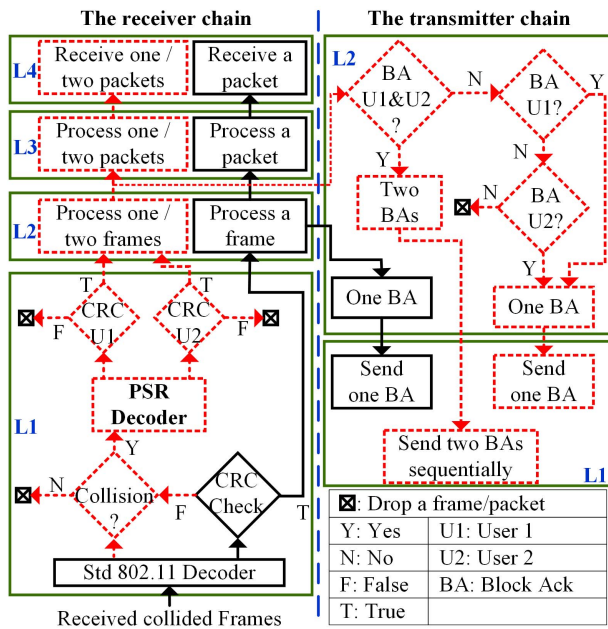 The receiver chain
L4
Receive one /
two packets
Receive a
packet
L3
Process one /
two packets
Process a
packet
L2
Process one /
two frames
Process a
frame
T
T
F
CRC
U1
CRC
U2
F
PSR
Decoder
L1
Y
N
Collision
?
F
CRC
Check
T
Std 802.11 Decoder
Received collided Frames
The transmitter chain
L2
BA
U1&U2
?
N
BA
U1?
Y
Y
N
Two
BAs
N
BA
U2?
Y
One BA
One BA
Send
one BA
Send
one BA
Send two BAs
sequentially
L1
: Drop a frame/packet
Y: Yes
U1: User 1
N: No
U2: User 2
F: False
BA: Block Ack
T: True